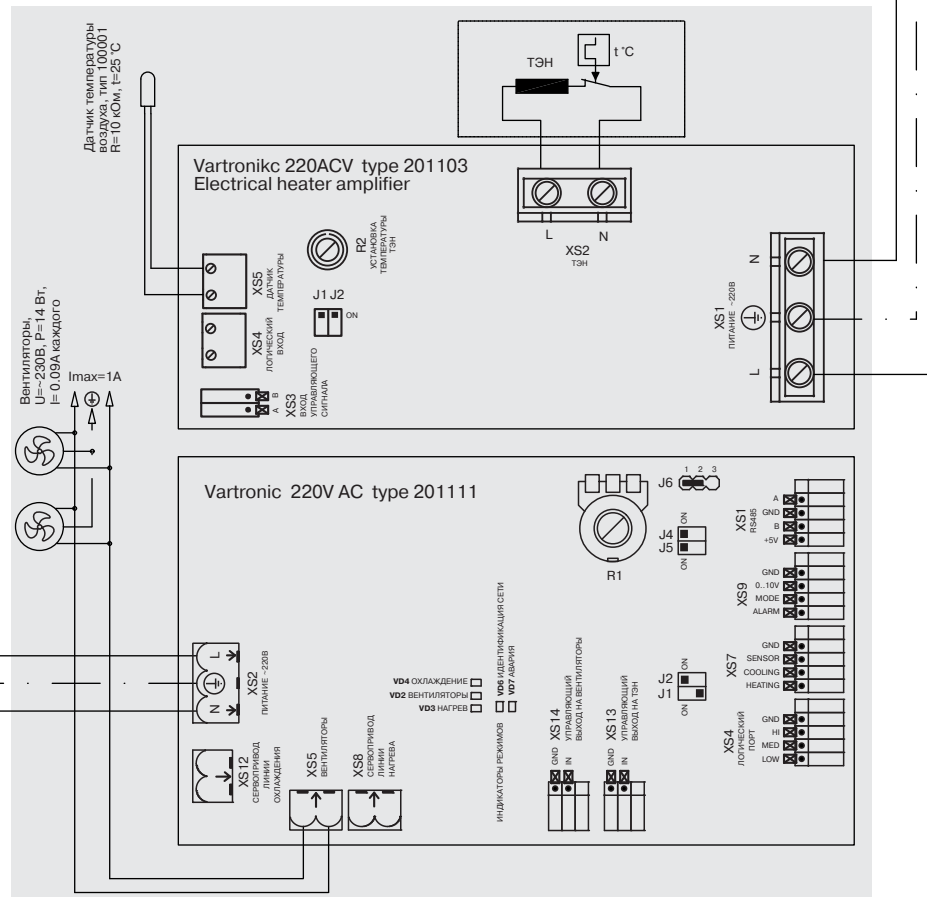 Датчик температуры
воздуха, тип 100001
R=10 кОм, t=25 °C
ТЭН
t °C
Vartronikc 220ACV type 201103
Electrical heater amplifier
L
N
XS2
ТЭН
R2
УСТАНОВКА
ТЕМПЕРАТУРЫ
ТЭН
XS5
ДАТЧИК
ТЕМПЕРАТУРЫ
J1 J2
ON
XS4
ЛОГИЧЕСКИЙ
ВХОД
A B
XS3
ВХОД
УПРАВЛЯЮЩЕГО
СИГНАЛА
N
XS1
ПИТАНИЕ ~220В
L
Вентиляторы,
U=~230В, P=14 Вт,
I= 0.09А каждого
Imax=1A
Vartronic 220V AC type 201111
R1
J6
1 2 3
ON
J4
J5
ON
A
GND
B
+5V
XS1
RS485
GND
0..10V
MODE
ALARM
XS9
GND
SENSOR
COOLING
HEATING
XS7
GND
HI
MED
LOW
XS4
ЛОГИЧЕСКИЙ
ПОРТ
ON
J2
J1
ON
L
N
XS2
ПИТАНИЕ ~220В
XS12
СЕРВОПРИВОД
ЛИНИИ
ОХЛАЖДЕНИЯ
XS5
ВЕНТИЛЯТОРЫ
XS8
СЕРВОПРИВОД
ЛИНИИ
НАГРЕВА
VD4 ОХЛАЖДЕНИЕ
VD2 ВЕНТИЛЯТОРЫ
VD3 НАГРЕВ
VD6 ИДЕНТИФИКАЦИЯ СЕТИ
VD7 АВАРИЯ
ИНДИКАТОРЫ РЕЖИМОВ
GND
IN
XS14
УПРАВЛЯЮЩИЙ
ВЫХОД НА ВЕНТИЛЯТОРЫ
GND
IN
XS13
УПРАВЛЯЮЩИЙ
ВЫХОД НА ТЭН